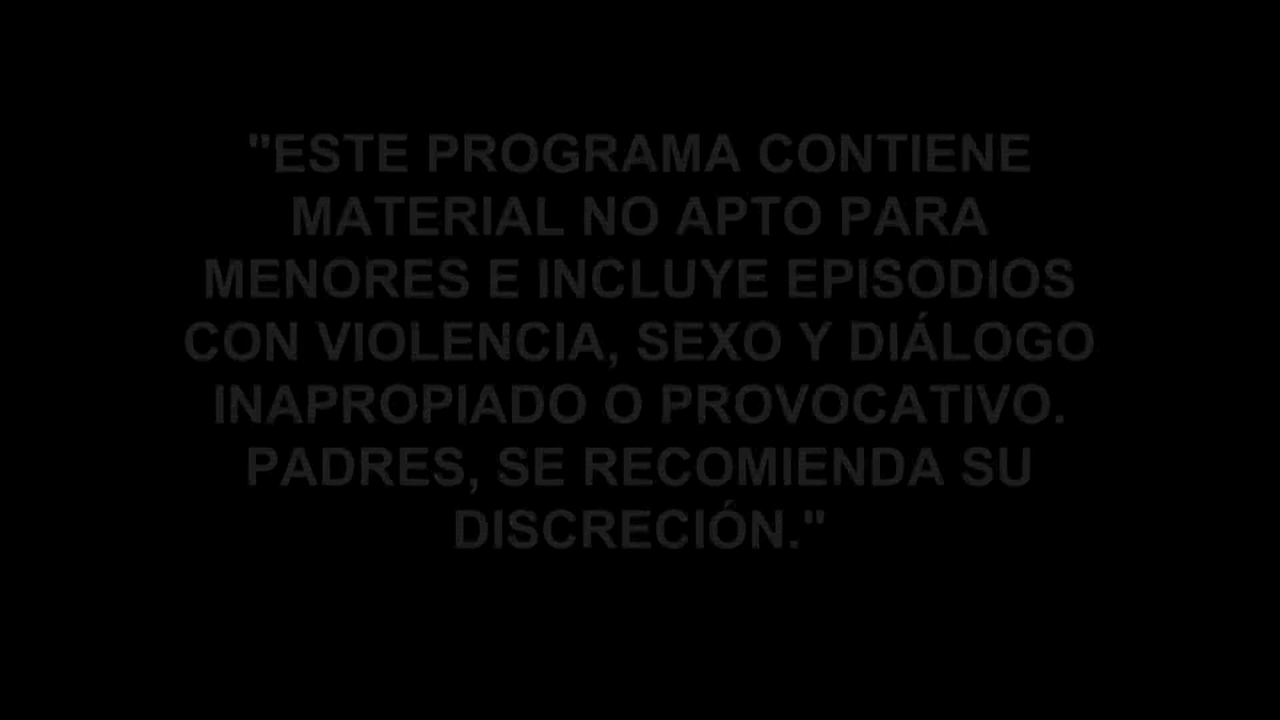 "ESTE PROGRAMA CONTIENE
MATERIAL NO APTO PARA
MENORES E INCLUYE EPISODIOS
CON VIOLENCIA, SEXO Y DIÁLOGO
INAPROPIADO O PROVOCATIVO.
PADRES, SE RECOMIENDA SU
DISCRECIÓN."